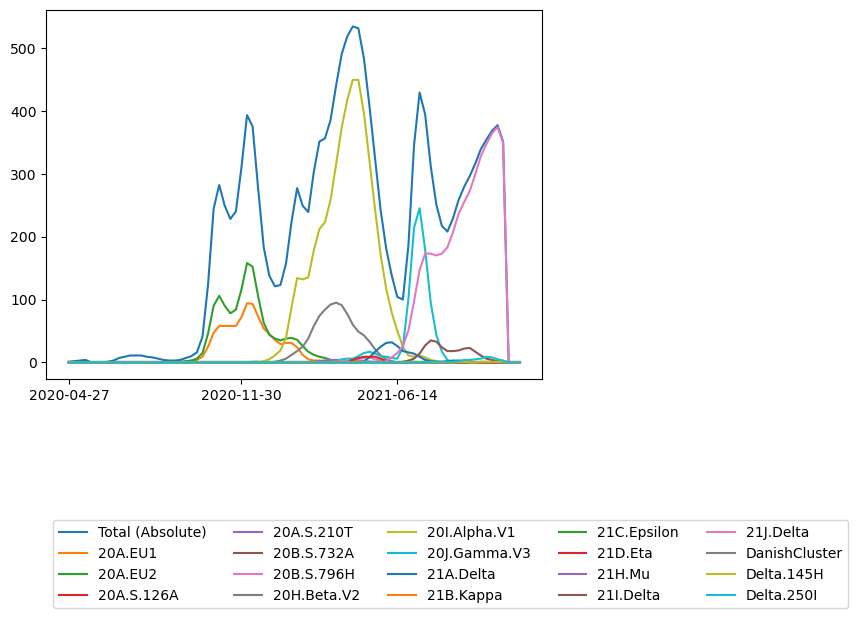 500
400
300
200
100
0
2020-04-27 2020-11-30 2021-06-14
Total (Absolute) 20A.S.210T 20I.Alpha.V1 21C.Epsilon 21J.Delta
20A.EU1 20B.S.732A 20J.Gamma.V3 21D.Eta DanishCluster
20A.EU2 20B.S.796H 21A.Delta 21H.Mu Delta.145H
20A.S.126A 20H.Beta.V2 21B.Kappa 21I.Delta Delta.250I